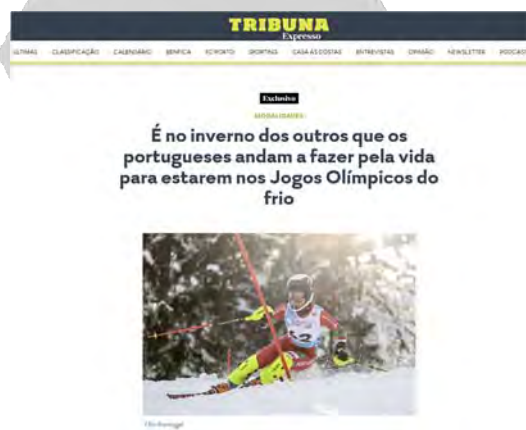 TRIBUNA
Expresso
ÚLTIMAS CLASSIFICAÇÃO CALENDÁRIO BENFICA FC PORTO SPORTING CASA ÀS COSTAS ENTREVISTAS OPINIÃO NEWSLETTER PODCAS
Exclusivo
MODALIDADES
É no inverno dos outros que os
portugueses andam a fazer pela vida
para estarem nos Jogos Olímpicos do
frio